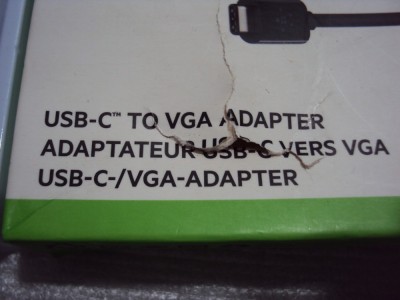 USB-C™ TO VGA ADAPTER
ADAPTATEUR USB-C VERS VGA
USB-C-/VGA-ADAPTER